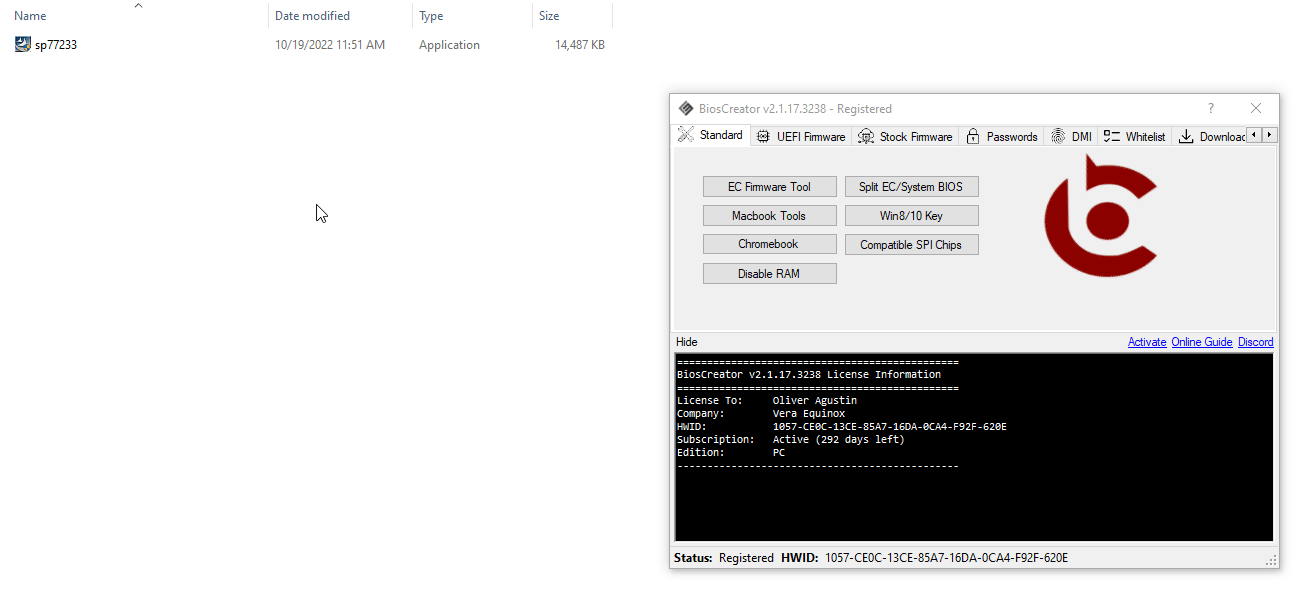 Name Date modified Type Size
sp77233 10/19/2022 11:51 AM Application 14,487 KB
BiosCreator v2.1.17.3238 - Registered ?
Standard UEFI Firmware Stock Firmware Passwords DMI Whitelist Downloac
EC Firmware Tool Split EC/System BIOS
Macbook Tools Win8/10 Key
Chromebook Compatible SPI Chips
Disable RAM
Hide Activate Online Guide Discord
================================================
BiosCreator v2.1.17.3238 License Information
================================================
License To: Oliver Agustin
Company: Vera Equinox
HWID: 1057-CE0C-13CE-85A7-16DA-0CA4-F92F-620E
Subscription: Active (292 days left)
Edition: PC
------------------------------------------------
Status: Registered HWID: 1057-CE0C-13CE-85A7-16DA-0CA4-F92F-620E